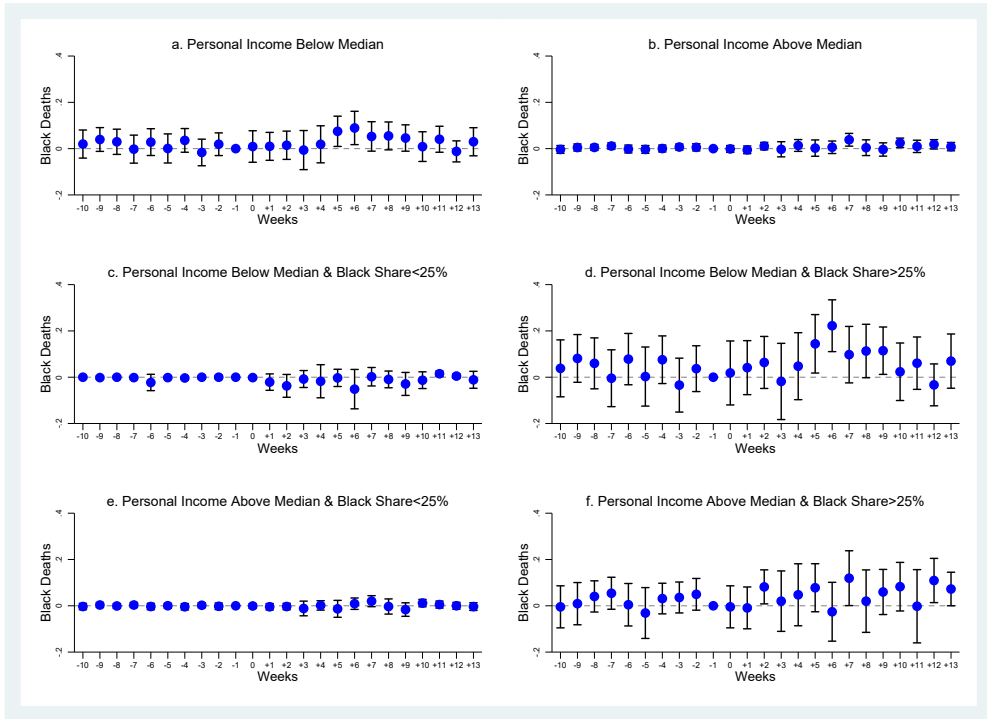 a. Personal Income Below Median
Black Deaths
.4
.2
0
-.2
-10 -9 -8 -7 -6 -5 -4 -3 -2 -1 0 +1 +2 +3 +4 +5 +6 +7 +8 +9 +10 +11 +12 +13
Weeks
b. Personal Income Above Median
Black Deaths
.4
.2
0
-.2
-10 -9 -8 -7 -6 -5 -4 -3 -2 -1 0 +1 +2 +3 +4 +5 +6 +7 +8 +9 +10 +11 +12 +13
Weeks
c. Personal Income Below Median & Black Share<25%
Black Deaths
.4
.2
0
-.2
-10 -9 -8 -7 -6 -5 -4 -3 -2 -1 0 +1 +2 +3 +4 +5 +6 +7 +8 +9 +10 +11 +12 +13
Weeks
d. Personal Income Below Median & Black Share>25%
Black Deaths
.4
.2
0
-.2
-10 -9 -8 -7 -6 -5 -4 -3 -2 -1 0 +1 +2 +3 +4 +5 +6 +7 +8 +9 +10 +11 +12 +13
Weeks
e. Personal Income Above Median & Black Share<25%
Black Deaths
.4
.2
0
-.2
-10 -9 -8 -7 -6 -5 -4 -3 -2 -1 0 +1 +2 +3 +4 +5 +6 +7 +8 +9 +10 +11 +12 +13
Weeks
f. Personal Income Above Median & Black Share>25%
Black Deaths
.4
.2
0
-.2
-10 -9 -8 -7 -6 -5 -4 -3 -2 -1 0 +1 +2 +3 +4 +5 +6 +7 +8 +9 +10 +11 +12 +13
Weeks